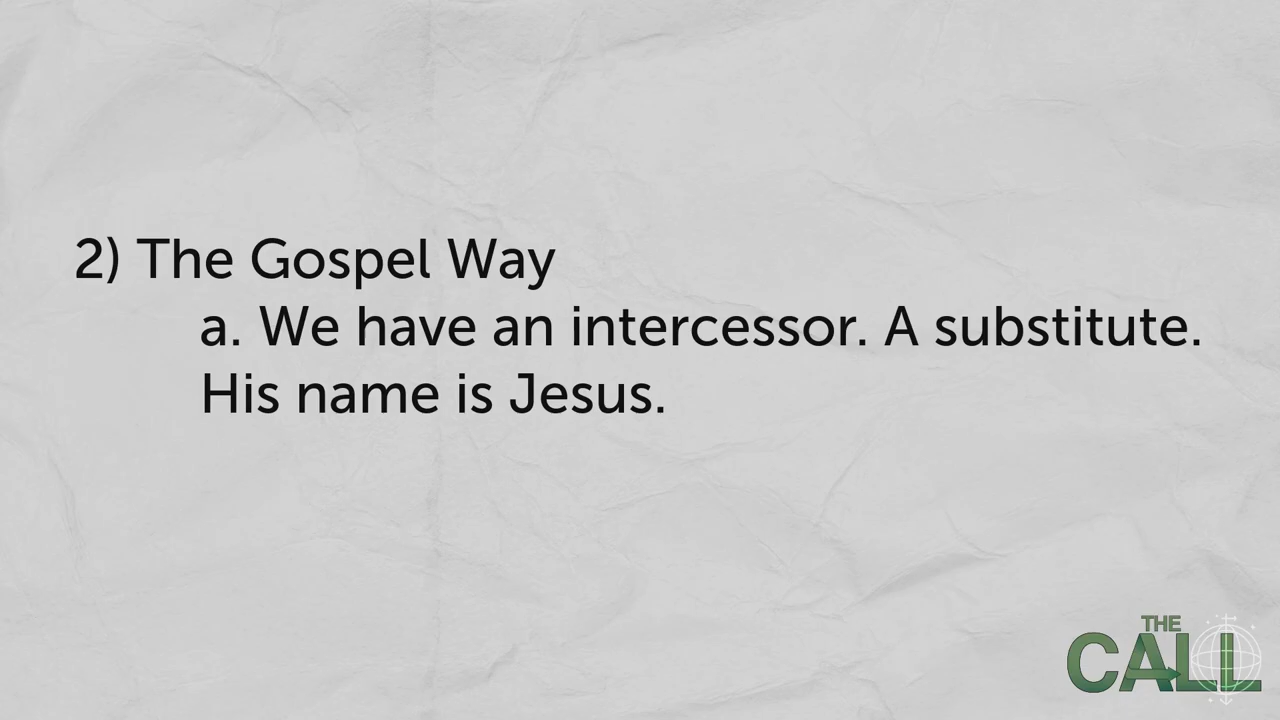 2) The Gospel Way
a. We have an intercessor. A substitute.
His name is Jesus.
THE
CALL